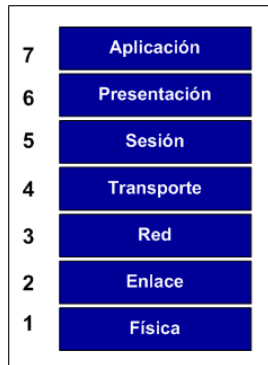 7 Aplicación
6 Presentación
5 Sesión
4 Transporte
3 Red
2 Enlace
1 Física